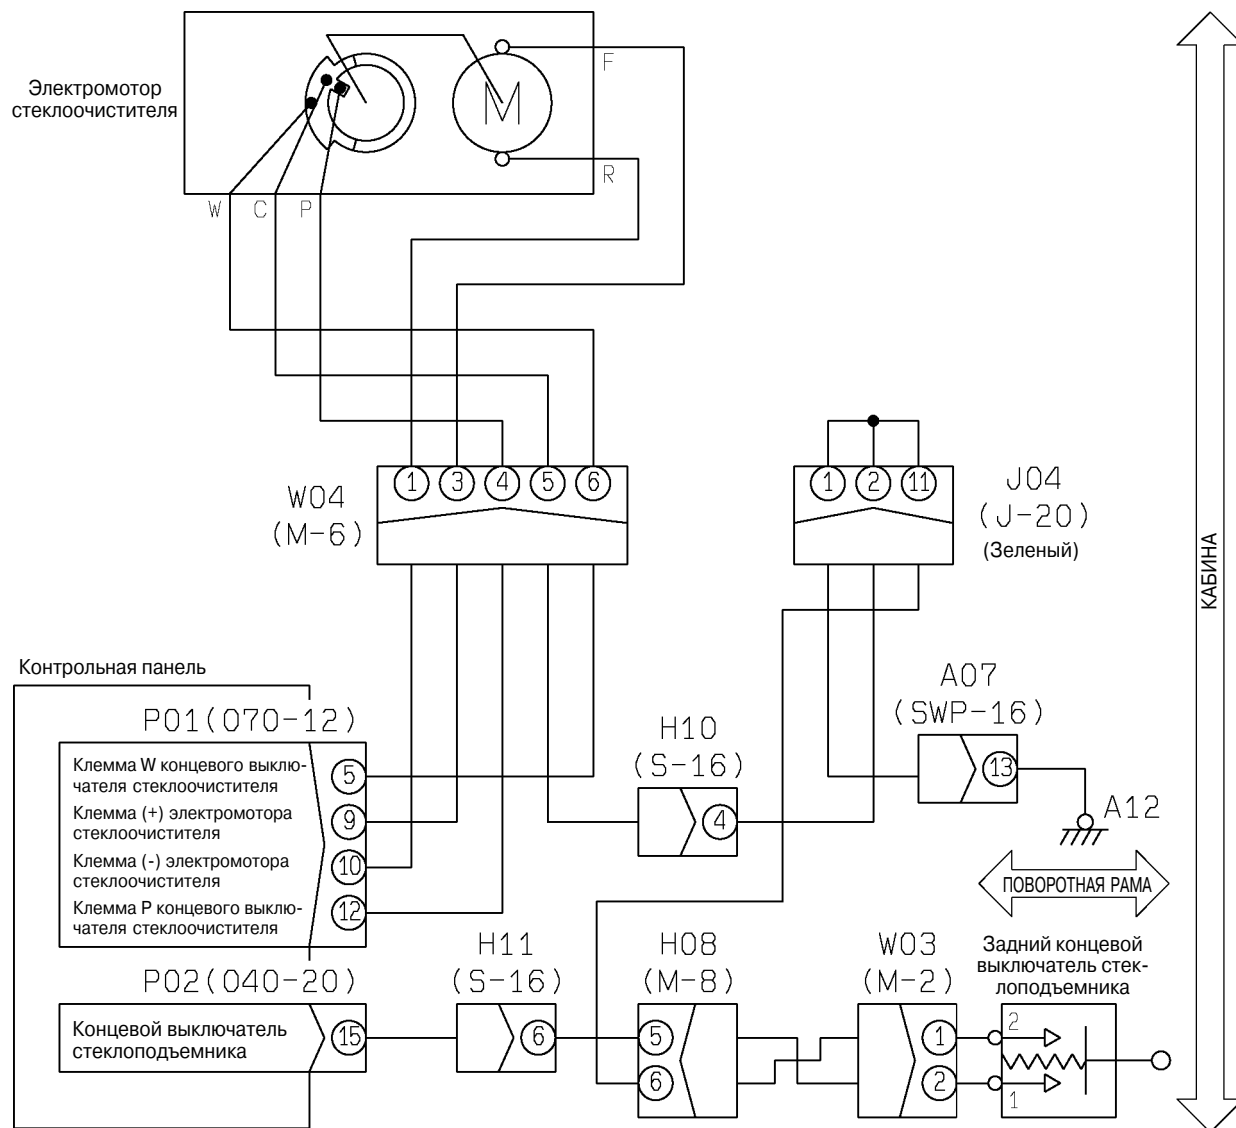 Электромотор
стеклоочистителя
M
F
R
W
C
P
W04
(M-6)
1
3
4
5
6
1
2
11
J04
(J-20)
(Зеленый)
КАБИНА
Контрольная панель
P01(070-12)
Клемма W концевого выклю-
чателя стеклоочистителя
5
Клемма (+) электромотора
стеклоочистителя
9
Клемма (-) электромотора
стеклоочистителя
10
Клемма P концевого выклю-
чателя стеклоочистителя
12
H10
(S-16)
4
A07
(SWP-16)
13
A12
ПОВОРОТНАЯ РАМА
P02(040-20)
Концевой выключатель
стеклоподъемника
15
H11
(S-16)
6
H08
(M-8)
5
6
W03
(M-2)
1
2
Задний концевой
выключатель стек-
лоподъемника
2
1